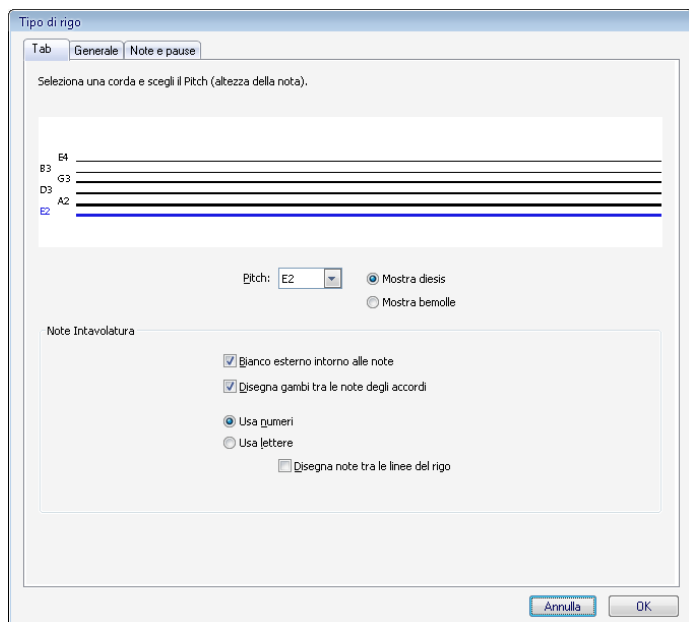 Tipo di rigo
Tab Generale Note e pause
Seleziona una corda e scegli il Pitch (altezza della nota).
E4
B3
G3
D3
A2
E2
Pitch: E2 Mostra diesis
Mostra bemolle
Note Intavolatura
Bianco esterno intorno alle note
Disegna gambi tra le note degli accordi
Usa numeri
Usa lettere
Disegna note tra le linee del rigo
Annulla OK